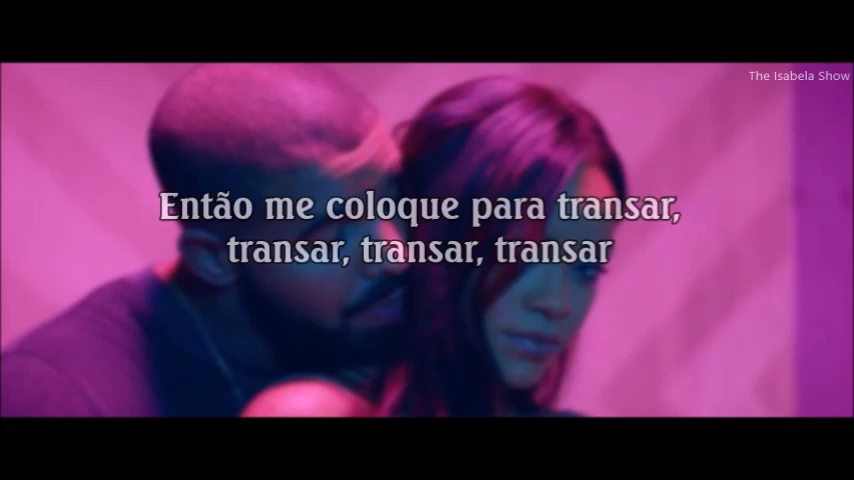 The Isabela Show
Então me coloque para transar,
transar, transar, transar